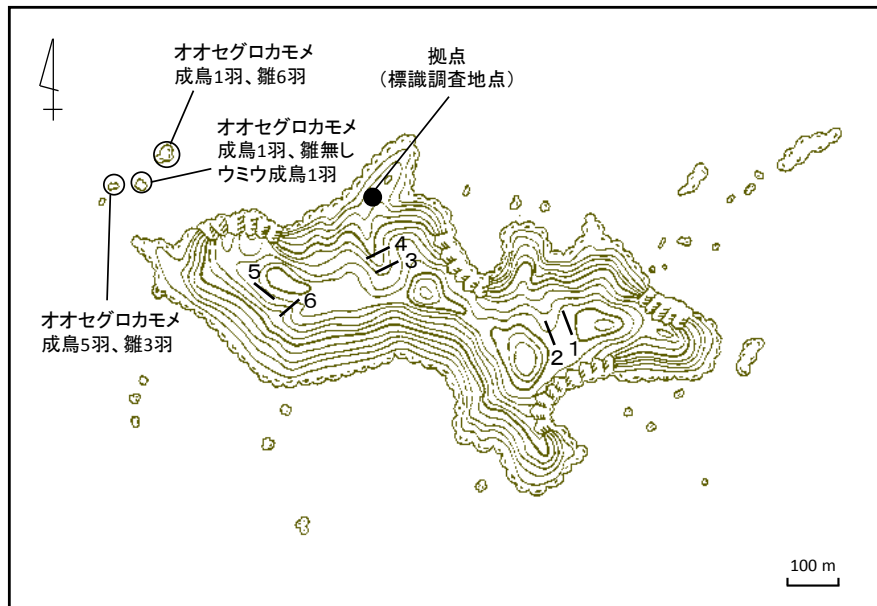 オオセグロカモメ
成鳥1羽、雛6羽
拠点
（標識調査地点）
オオセグロカモメ
成鳥1羽、雛無し
ウミウ成鳥1羽
4
3
5
6
1
2
オオセグロカモメ
成鳥5羽、雛3羽
100 m